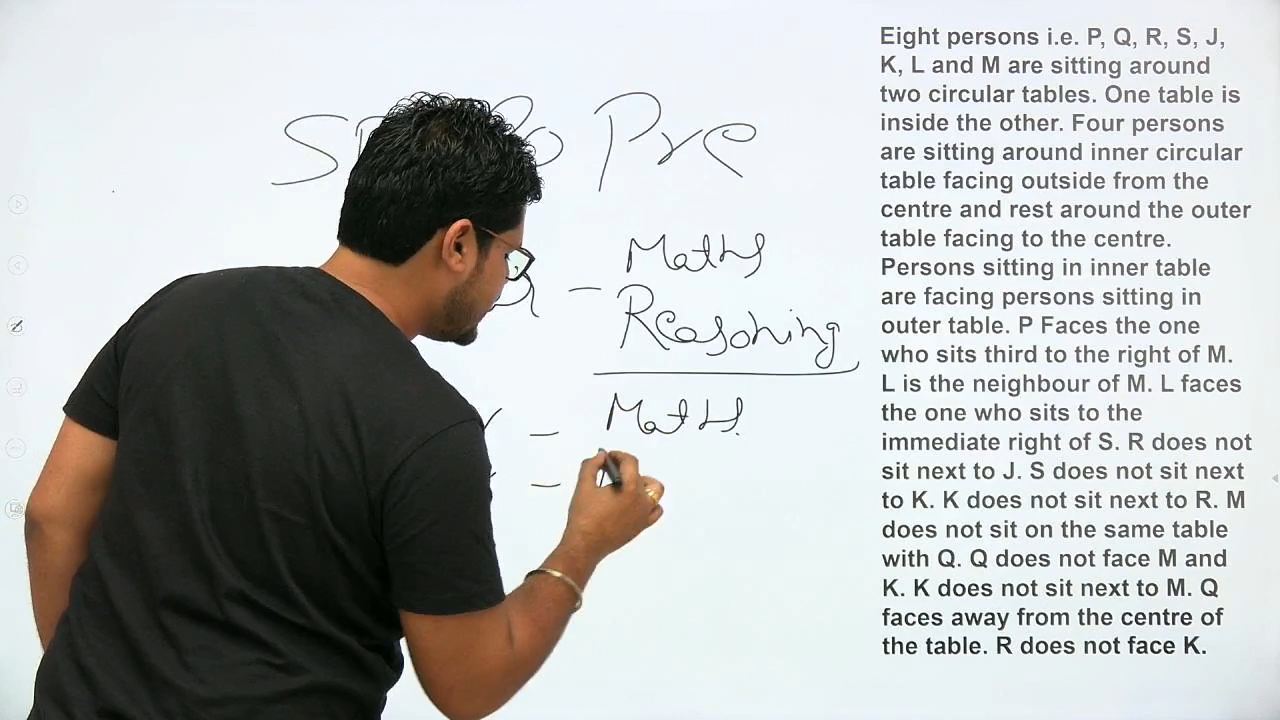 Pre
- Maths
Reasoning
= Maths
=
Eight persons i.e. P, Q, R, S, J,
K, L and M are sitting around
two circular tables. One table is
inside the other. Four persons
are sitting around inner circular
table facing outside from the
centre and rest around the outer
table facing to the centre.
Persons sitting in inner table
are facing persons sitting in
outer table. P Faces the one
who sits third to the right of M.
L is the neighbour of M. L faces
the one who sits to the
immediate right of S. R does not
sit next to J. S does not sit next
to K. K does not sit next to R. M
does not sit on the same table
with Q. Q does not face M and
K. K does not sit next to M. Q
faces away from the centre of
the table. R does not face K.